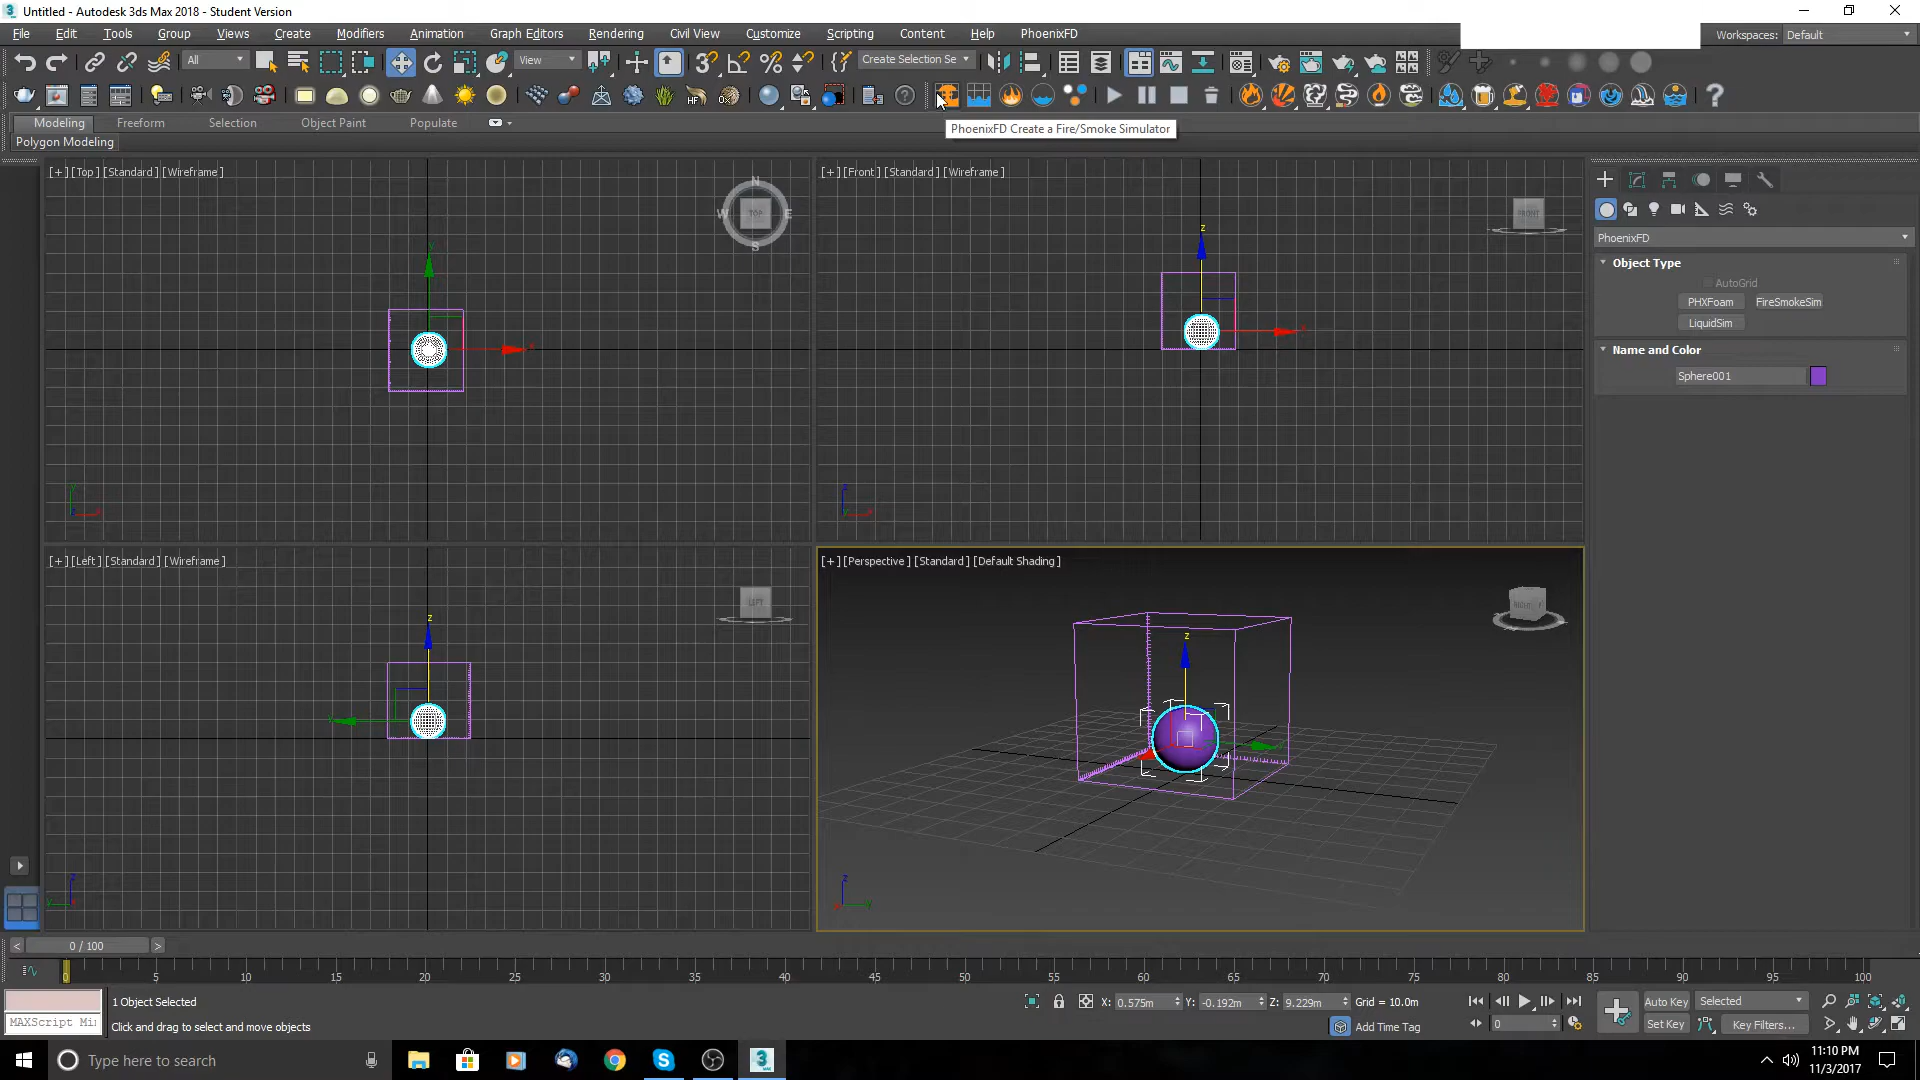 Untitled - Autodesk 3ds Max 2018 - Student Version
File Edit Tools Group Views Create Modifiers Animation Graph Editors Rendering Civil View Customize Scripting Content Help PhoenixFD Workspaces: Default
All View Create Selection Se
Modeling Freeform Selection Object Paint Populate
PhoenixFD Create a Fire/Smoke Simulator
Polygon Modeling
[+] [Top] [Standard] [Wireframe]
[+] [Front] [Standard] [Wireframe]
N
W TOP E
S
FRONT
PhoenixFD
Object Type
AutoGrid
PHXFoam FireSmokeSim
LiquidSim
Name and Color
Sphere001
[+] [Left] [Standard] [Wireframe]
[+] [Perspective] [Standard] [Default Shading]
LEFT
< 0 / 100 >
0 5 10 15 20 25 30 35 40 45 50 55 60 65 70 75 80 85 90 95 100
1 Object Selected
X: 0.575m Y: -0.192m Z: 9.229m Grid = 10.0m
Auto Key Selected
MAXScript Mi
Click and drag to select and move objects
Add Time Tag
0
Set Key Key Filters...
Type here to search
11:10 PM
11/3/2017